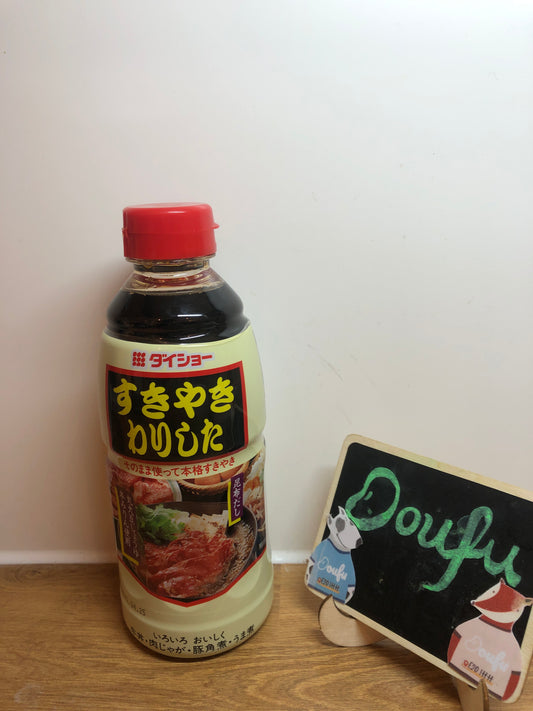 ダイショー
すきやき
わりした
そのまま使って本格すきやき
昆布だし
いろいろ おいしく
肉じゃが・豚角煮・うま煮
Doufu
Doufu
Doufu